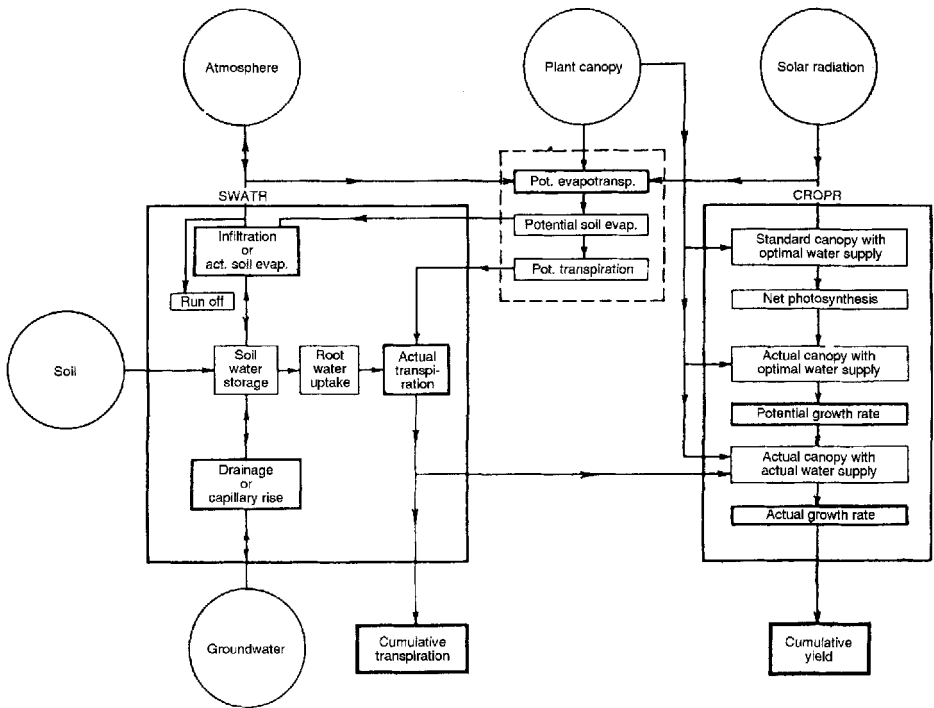 Atmosphere
Plant canopy
Solar radiation
Pot. evapotransp.
SWATR
CROPR
Potential soil evap.
Infiltration
or
act. soil evap.
Standard canopy with
optimal water supply
Pot. transpiration
Run off
Net photosynthesis
Soil
Soil
water
storage
Root
water
uptake
Actual
transpi-
ration
Actual canopy with
optimal water supply
Potential growth rate
Actual canopy with
actual water supply
Drainage
or
capillary rise
Actual growth rate
Groundwater
Cumulative
transpiration
Cumulative
yield